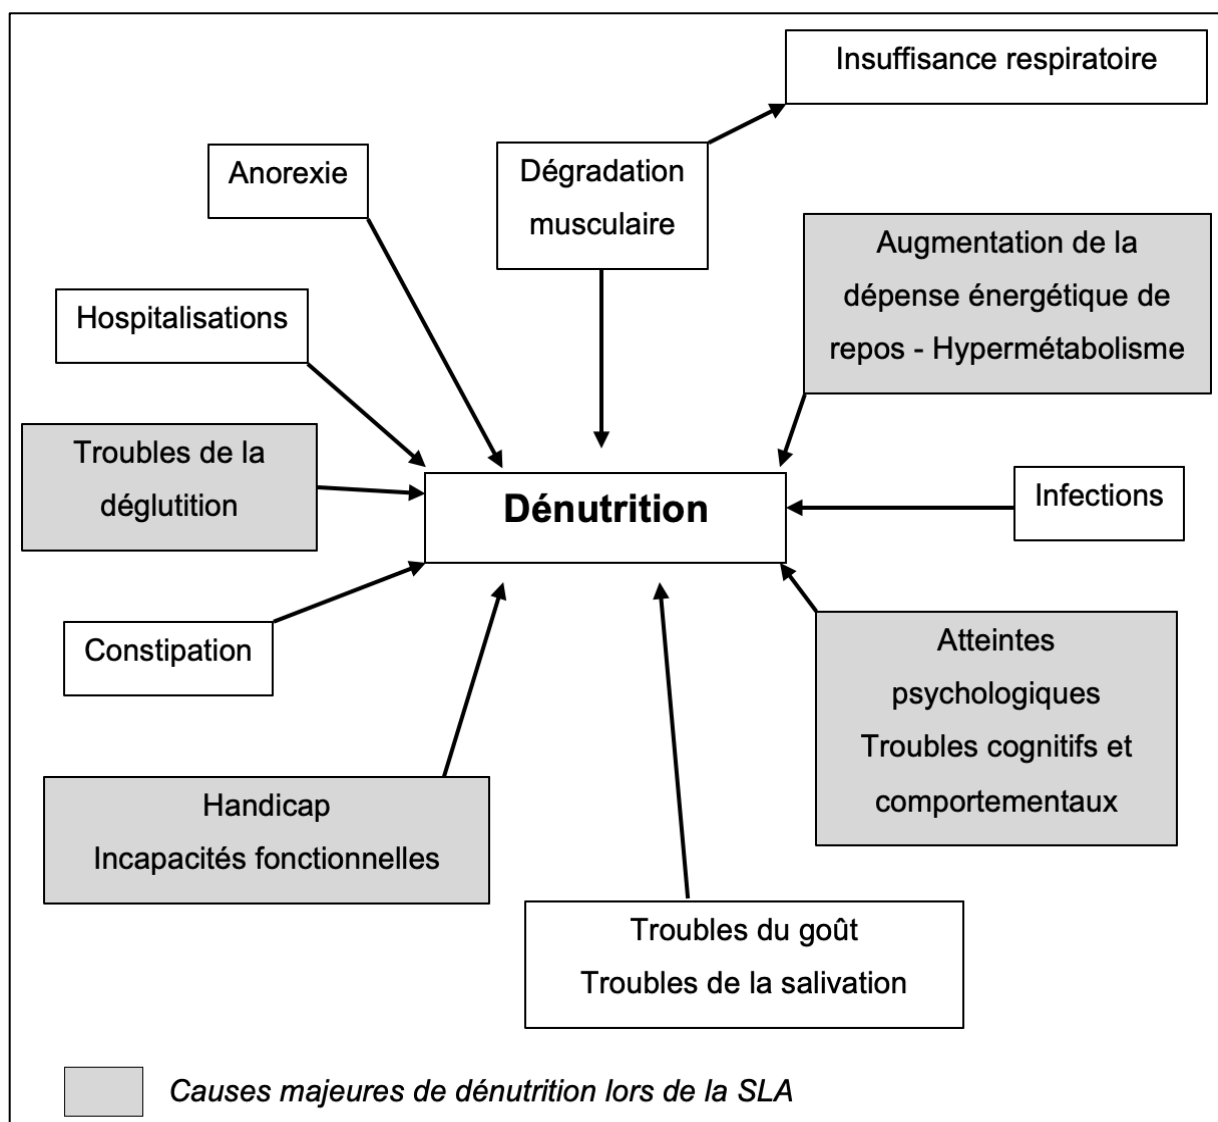 Insuffisance respiratoire
Anorexie
Dégradation
musculaire
Augmentation de la
dépense énergétique de
repos - Hypermétabolisme
Hospitalisations
Troubles de la
déglutition
Dénutrition
Infections
Constipation
Atteintes
psychologiques
Troubles cognitifs et
comportementaux
Handicap
Incapacités fonctionnelles
Troubles du goût
Troubles de la salivation
Causes majeures de dénutrition lors de la SLA